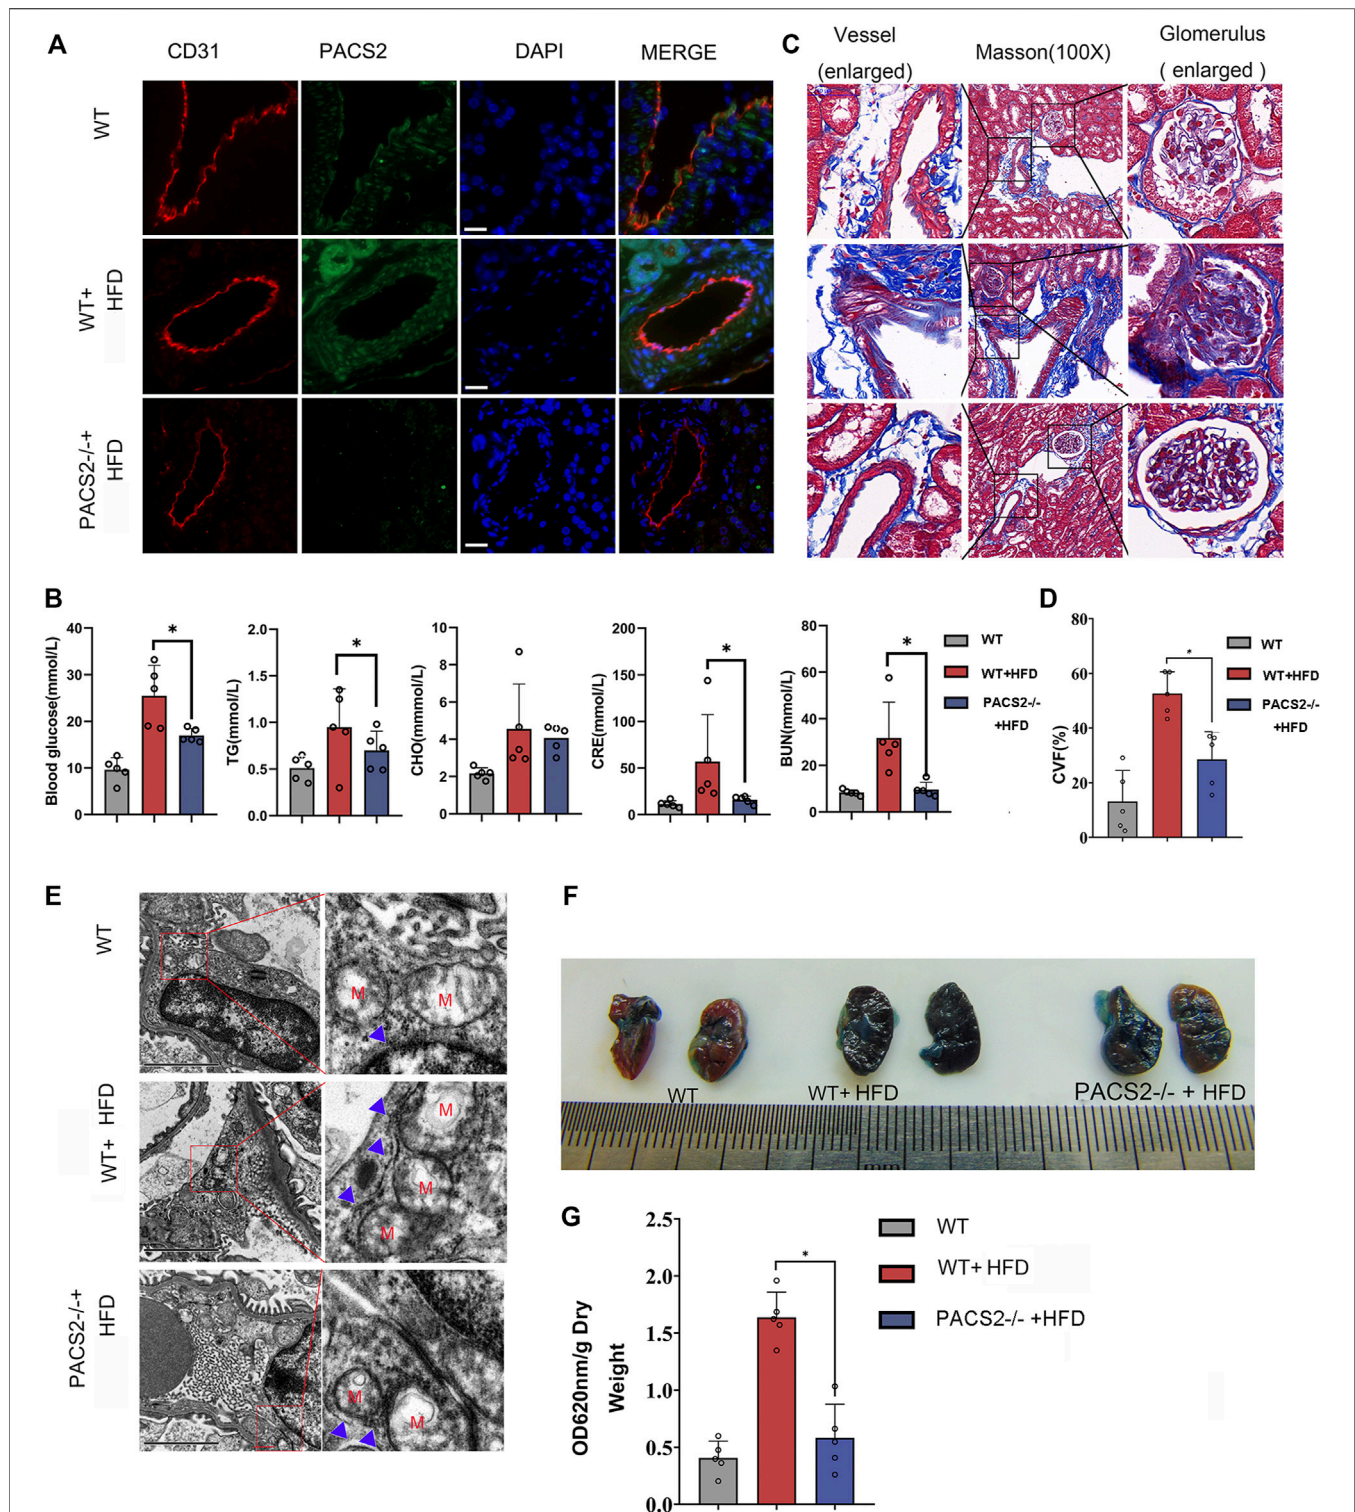 A
CD31
PACS2
DAPI
MERGE
WT
WT+
HFD
PACS2-/-+
HFD
C
Vessel
(enlarged)
Masson(100X)
Glomerulus
( enlarged )
B
Blood glucose(mmol/L)
40
30
20
10
0
*
TG(mmol/L)
2.0
1.5
1.0
0.5
0.0
*
CHO(mmmol/L)
10
8
6
4
2
0
CRE(mmol/L)
200
150
100
50
0
*
BUN(mmol/L)
80
60
40
20
0
*
WT
WT+HFD
PACS2-/-
+HFD
D
CVF(%)
80
60
40
20
0
*
WT
WT+HFD
PACS2-/-
+HFD
E
WT
M
M
WT+ HFD
M
M
M
PACS2-/-+
HFD
M
M
F
WT
WT+ HFD
PACS2-/- + HFD
mm
G
OD620nm/g Dry
Weight
2.5
2.0
1.5
1.0
0.5
0.0
*
WT
WT+ HFD
PACS2-/- +HFD